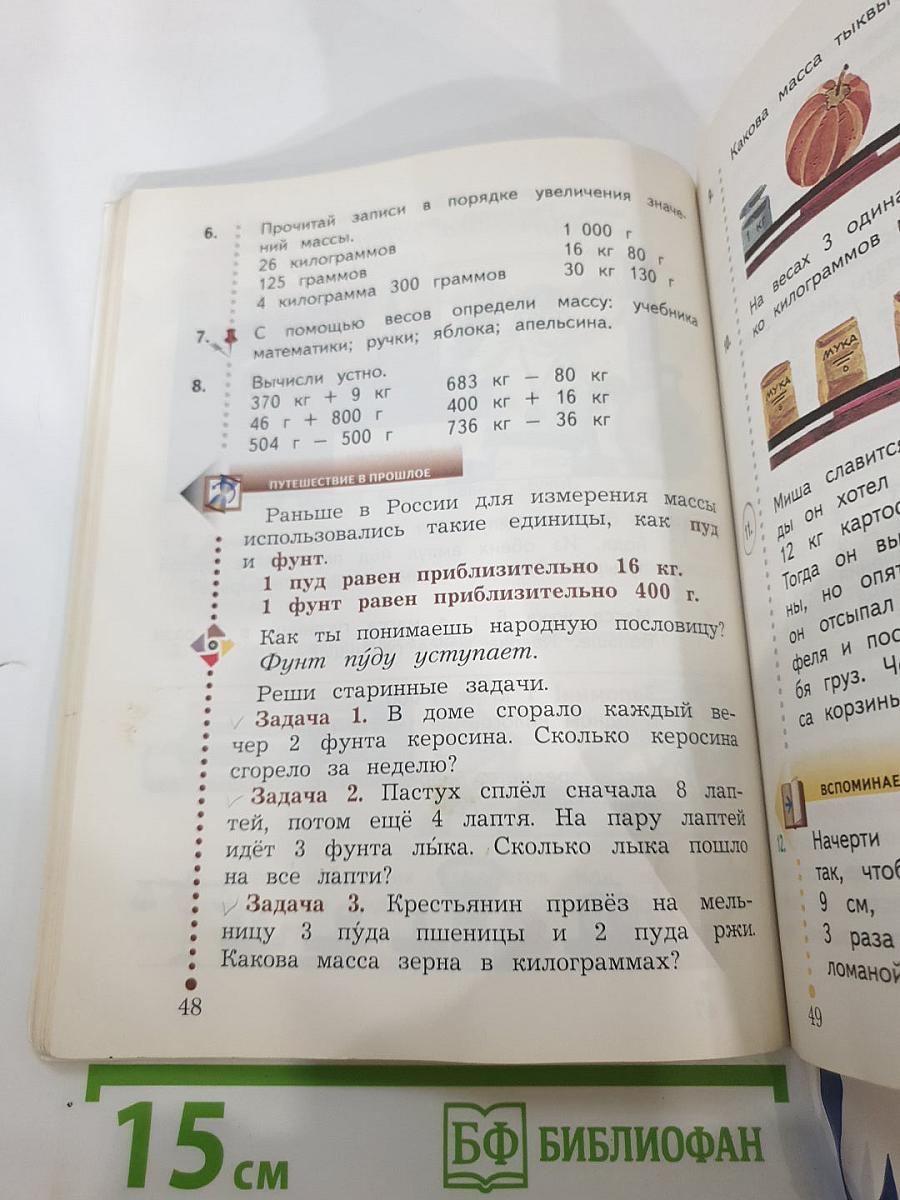 6. Прочитай записи в порядке увеличения значе-
ний массы.
26 килограммов 1 000 г
125 граммов 16 кг 80 г
4 килограмма 300 граммов 30 кг 130 г
7. С помощью весов определи массу: учебника
математики; ручки; яблока; апельсина.
8. Вычисли устно.
370 кг + 9 кг 683 кг − 80 кг
46 г + 800 г 400 кг + 16 кг
504 г − 500 г 736 кг − 36 кг
ПУТЕШЕСТВИЕ В ПРОШЛОЕ
Раньше в России для измерения массы
использовались такие единицы, как пуд
и фунт.
1 пуд равен приблизительно 16 кг.
1 фунт равен приблизительно 400 г.
Как ты понимаешь народную пословицу?
Фунт пу́ду уступает.
Реши старинные задачи.
Задача 1. В доме сгорало каждый ве-
чер 2 фунта керосина. Сколько керосина
сгорело за неделю?
Задача 2. Пастух сплёл сначала 8 лап-
тей, потом ещё 4 лаптя. На пару лаптей
идёт 3 фунта лы́ка. Сколько лыка пошло
на все лапти?
Задача 3. Крестьянин привёз на мель-
ницу 3 пу́да пшеницы и 2 пуда ржи.
Какова масса зерна в килограммах?
48
Какова масса тыквы
1 кг
На весах 3 одина
ко килограммов
МУКА
МУКА
11. Миша славится
ды он хотел
12 кг картоф
Тогда он вы
ны, но опят
он отсыпал
феля и пос
бя груз. Че
са корзины
ВСПОМИНАЕ
12. Начерти
так, чтоб
9 см,
3 раза
ломаной
49
15 см
БФ БИБЛИОФАН